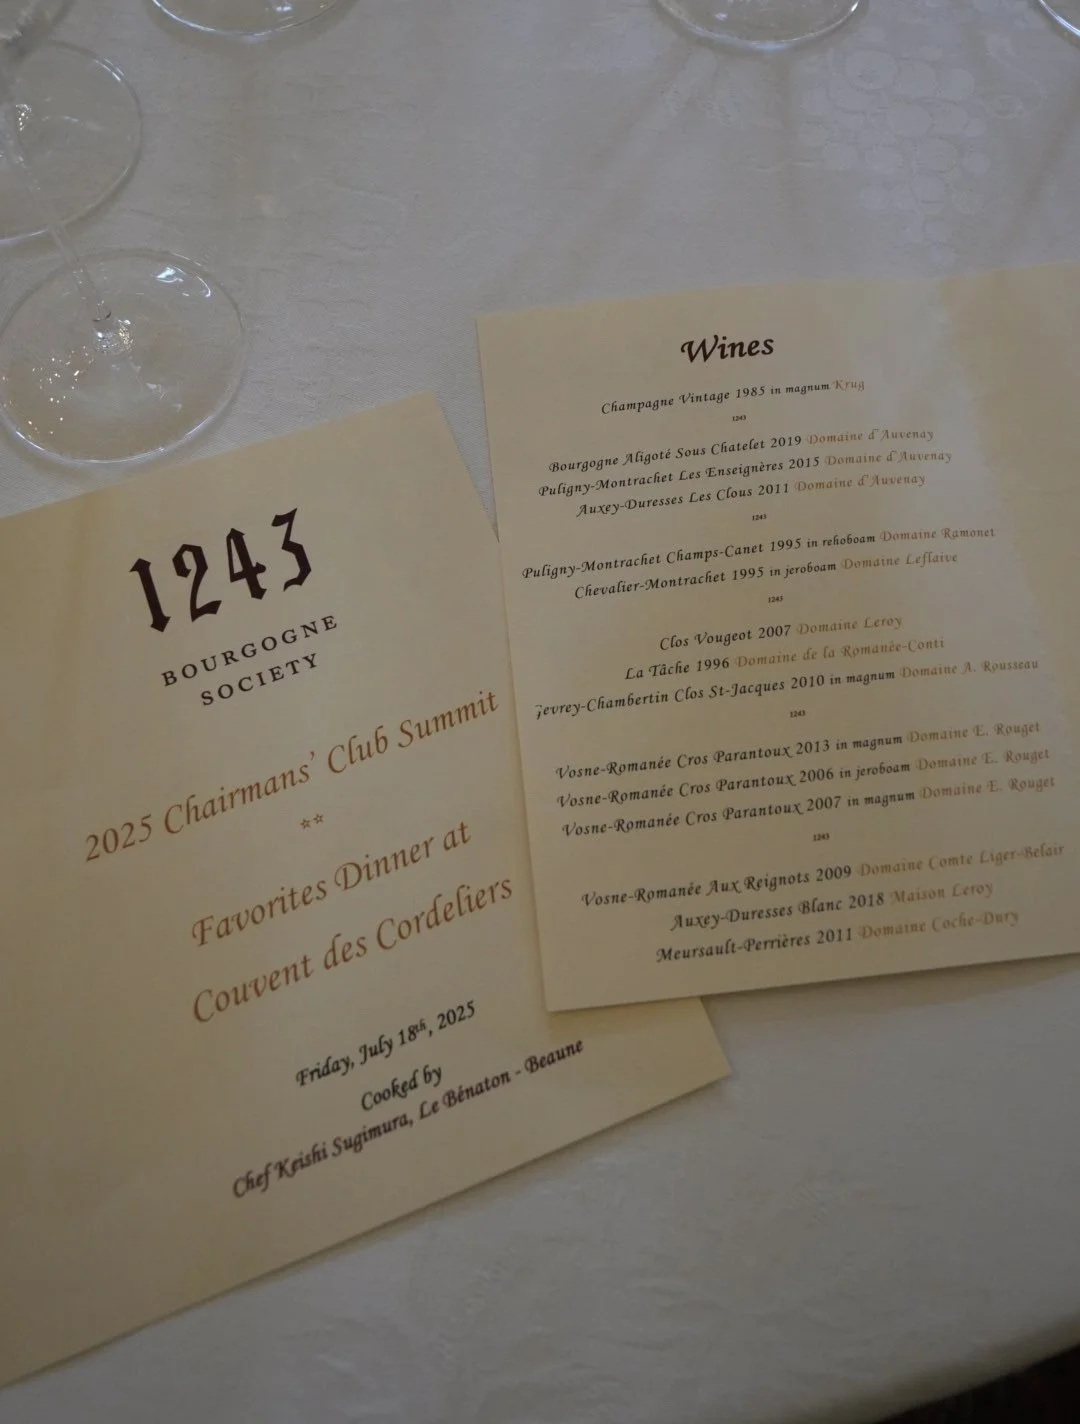 1243
BOURGOGNE
SOCIETY
2025 Chairmans' Club Summit
☆☆
Favorites Dinner at
Couvent des Cordeliers
Friday, July 18th, 2025
Cooked by
Chef Keishi Sugimura, Le Bénaton - Beaune
Wines
Champagne Vintage 1985 in magnum Krug
1243
Bourgogne Aligoté Sous Chatelet 2019 Domaine d'Auvenay
Puligny-Montrachet Les Enseignères 2015 Domaine d'Auvenay
Auxey-Duresses Les Clous 2011 Domaine d'Auvenay
1243
Puligny-Montrachet Champs-Canet 1995 in rehoboam Domaine Ramonet
Chevalier-Montrachet 1995 in jeroboam Domaine Leflaive
1243
Clos Vougeot 2007 Domaine Leroy
La Tâche 1996 Domaine de la Romanée-Conti
Gevrey-Chambertin Clos St-Jacques 2010 in magnum Domaine A. Rousseau
1243
Vosne-Romanée Cros Parantoux 2013 in magnum Domaine E. Rouget
Vosne-Romanée Cros Parantoux 2006 in jeroboam Domaine E. Rouget
Vosne-Romanée Cros Parantoux 2007 in magnum Domaine E. Rouget
1243
Vosne-Romanée Aux Reignots 2009 Domaine Comte Liger-Belair
Auxey-Duresses Blanc 2018 Maison Leroy
Meursault-Perrières 2011 Domaine Coche-Dury